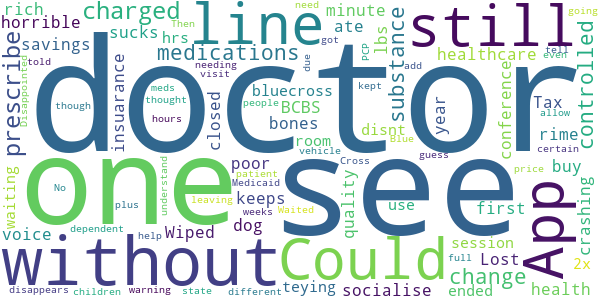 rich
charged
line
minute
need
still
going
horrible
Then
ate
lbs
got
PCP
tell
even
savings
sucks
hrs
medications
healthcare
told
Disappointed
needing
visit
due
add
though
meds
thought
bluecross
substance
controlled
prescribe
doctor
insuarance
closed
hours
people
kept
BCBS
year
conference
Tax
allow
bones
disnt
rime
certain
room
vehicle
Cross
Blue
guess
price
waiting
one
No
understand
poor
patient
see
quality
buy
App
crashing
plus
leaving
Medicaid
keeps
use
first
weeks
dependent
Wiped
dog
Waited
voice
without
help
Could
session
full
Lost
2x
change
disappears
children
warning
state
different
teying
socialise
ended
health